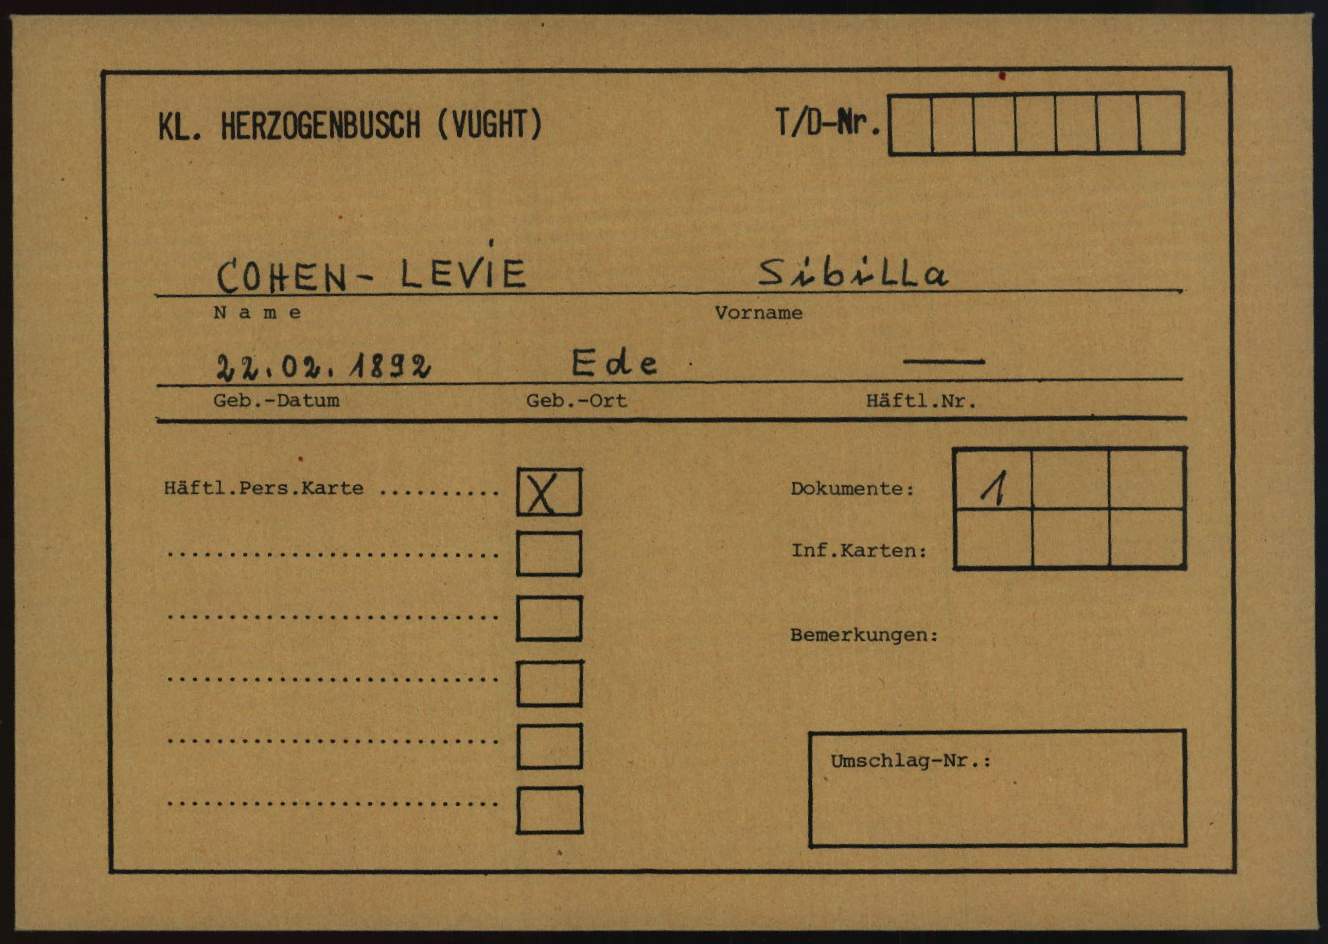 KL. HERZOGENBUSCH (VUGHT) T/D-Nr.
COHEN-LEVIE Sibilla
Name Vorname
22.02.1892 Ede —
Geb.-Datum Geb.-Ort Häftl.Nr.
Häftl.Pers.Karte .......... X Dokumente: 1
Inf.Karten:
Bemerkungen:
Umschlag-Nr.: